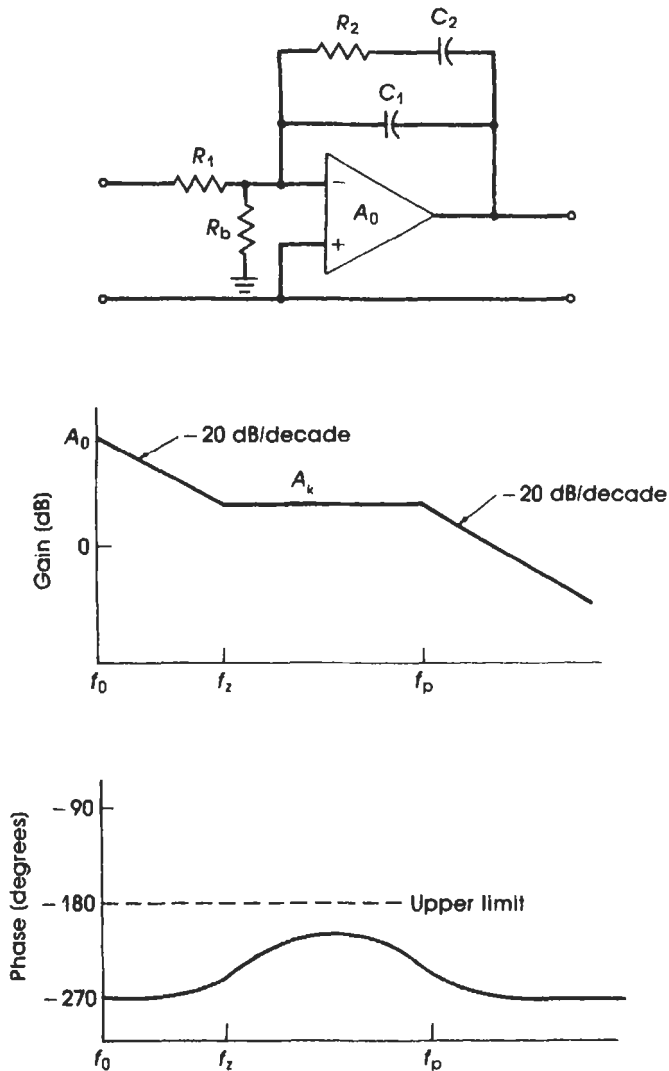 R2 C2
C1
R1
Rb
−
A0
+
A0
−20 dB/decade
Ak
−20 dB/decade
0
Gain (dB)
f0 fz fp
−90
−180
Upper limit
−270
Phase (degrees)
f0 fz fp